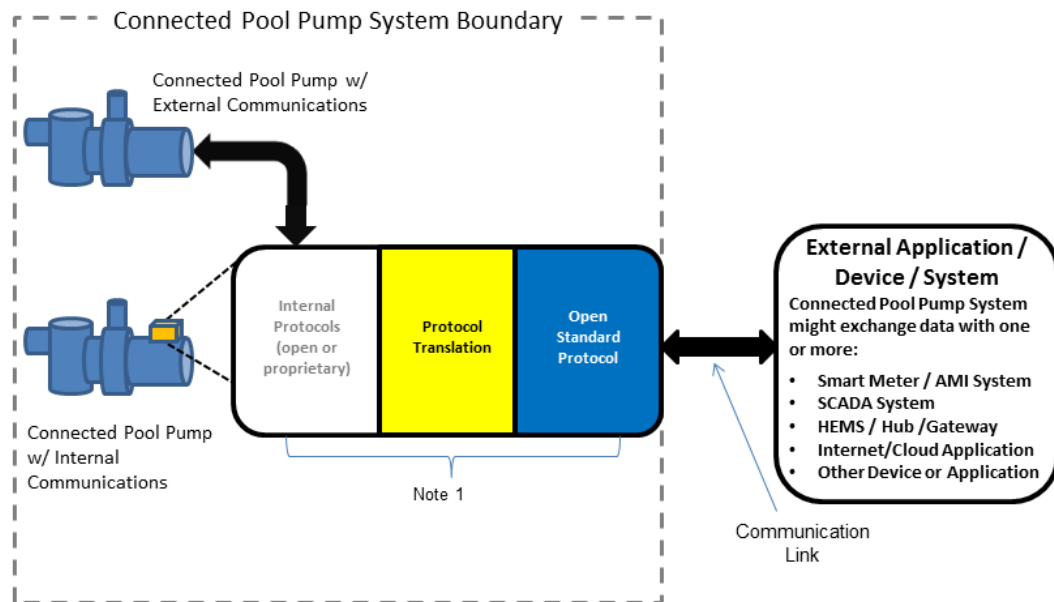 Connected Pool Pump System Boundary
Connected Pool Pump w/
External Communications
Internal
Protocols
(open or
proprietary)
Protocol
Translation
Open
Standard
Protocol
External Application /
Device / System
Connected Pool Pump System
might exchange data with one
or more:
• Smart Meter / AMI System
• SCADA System
• HEMS / Hub /Gateway
• Internet/Cloud Application
• Other Device or Application
Connected Pool Pump
w/ Internal
Communications
Note 1
Communication
Link